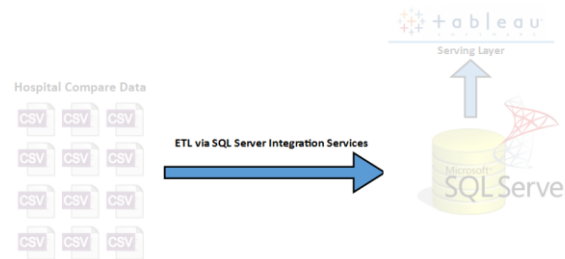 + a b l e a u
SOFTWARE
Serving Layer
Hospital Compare Data
CSV CSV CSV
ETL via SQL Server Integration Services
CSV CSV CSV
Microsoft
SQL Serve
CSV CSV CSV
CSV CSV CSV